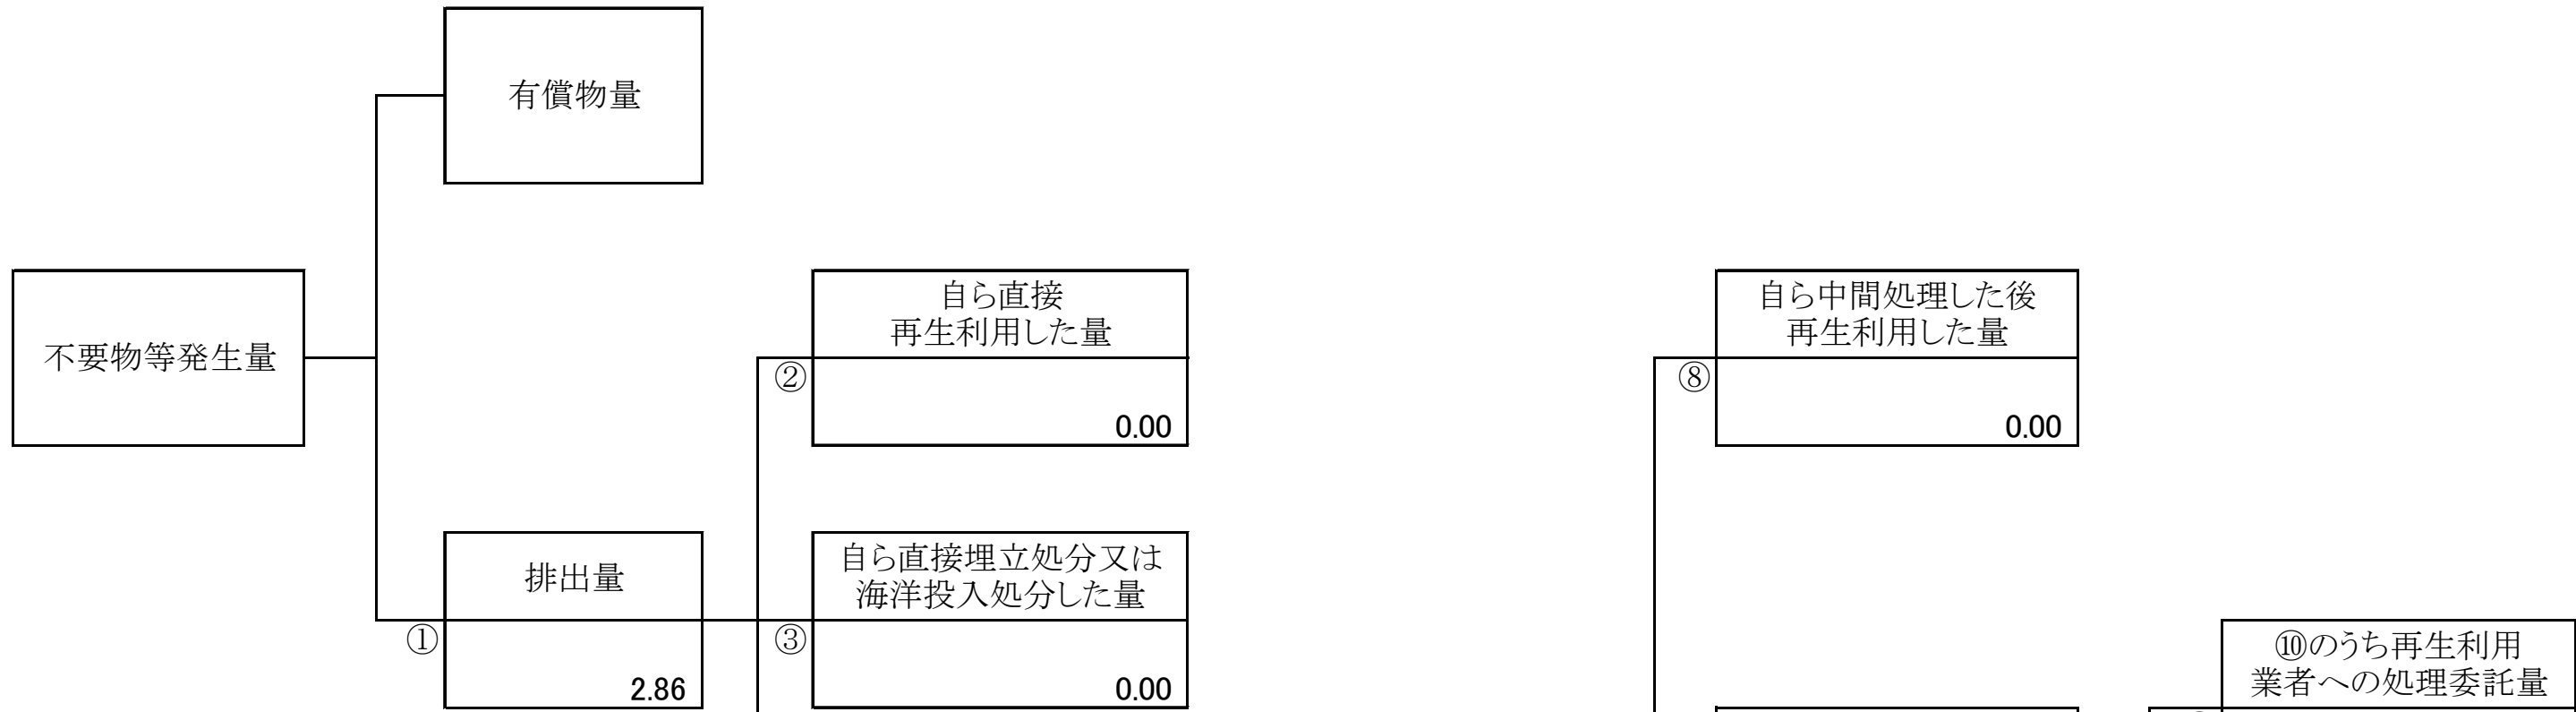 有償物量
不要物等発生量
自ら直接
再生利用した量
②
0.00
自ら中間処理した後
再生利用した量
⑧
0.00
排出量
①
2.86
自ら直接埋立処分又は
海洋投入処分した量
③
0.00
⑩のうち再生利用
業者への処理委託量